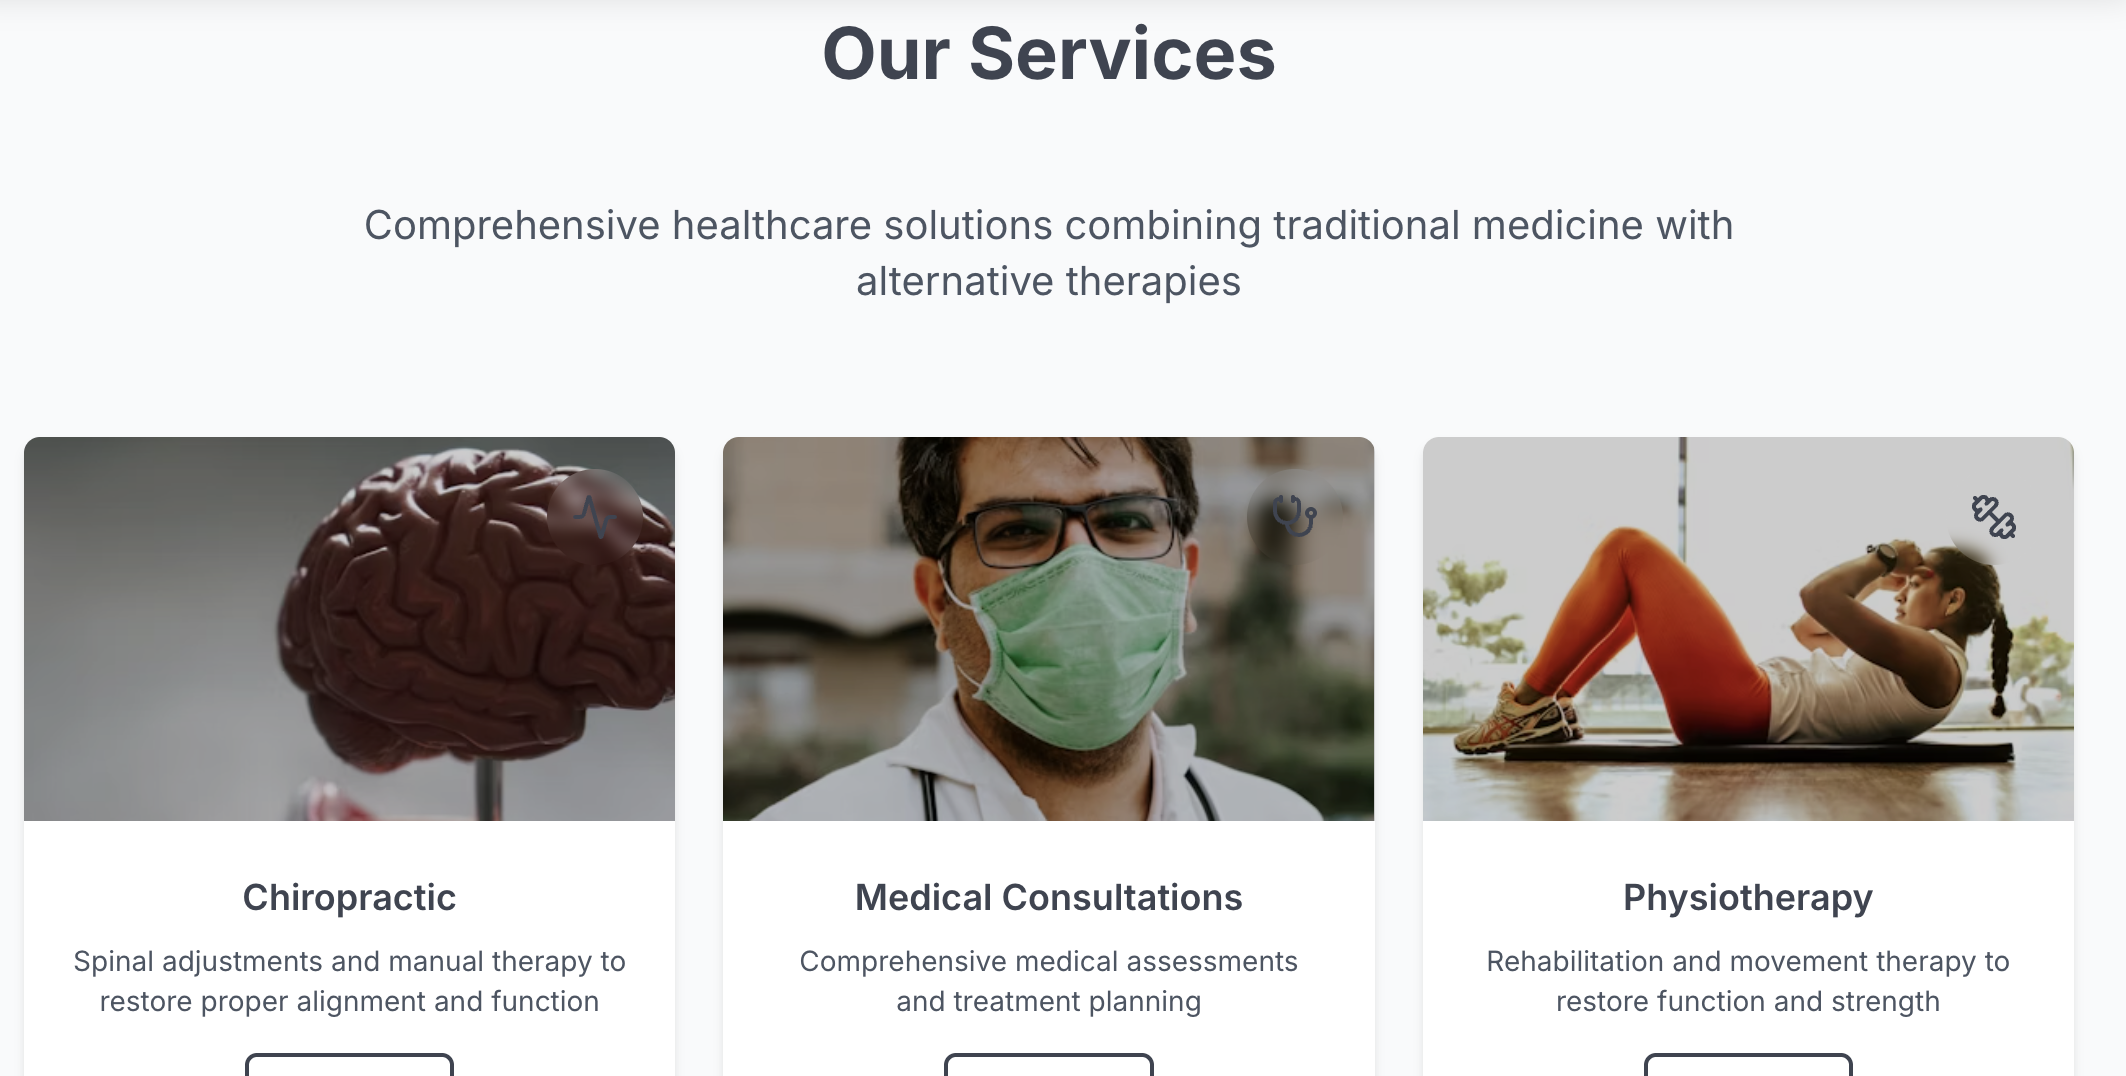 Our Services
Comprehensive healthcare solutions combining traditional medicine with
alternative therapies
Chiropractic
Spinal adjustments and manual therapy to
restore proper alignment and function
Medical Consultations
Comprehensive medical assessments
and treatment planning
Physiotherapy
Rehabilitation and movement therapy to
restore function and strength